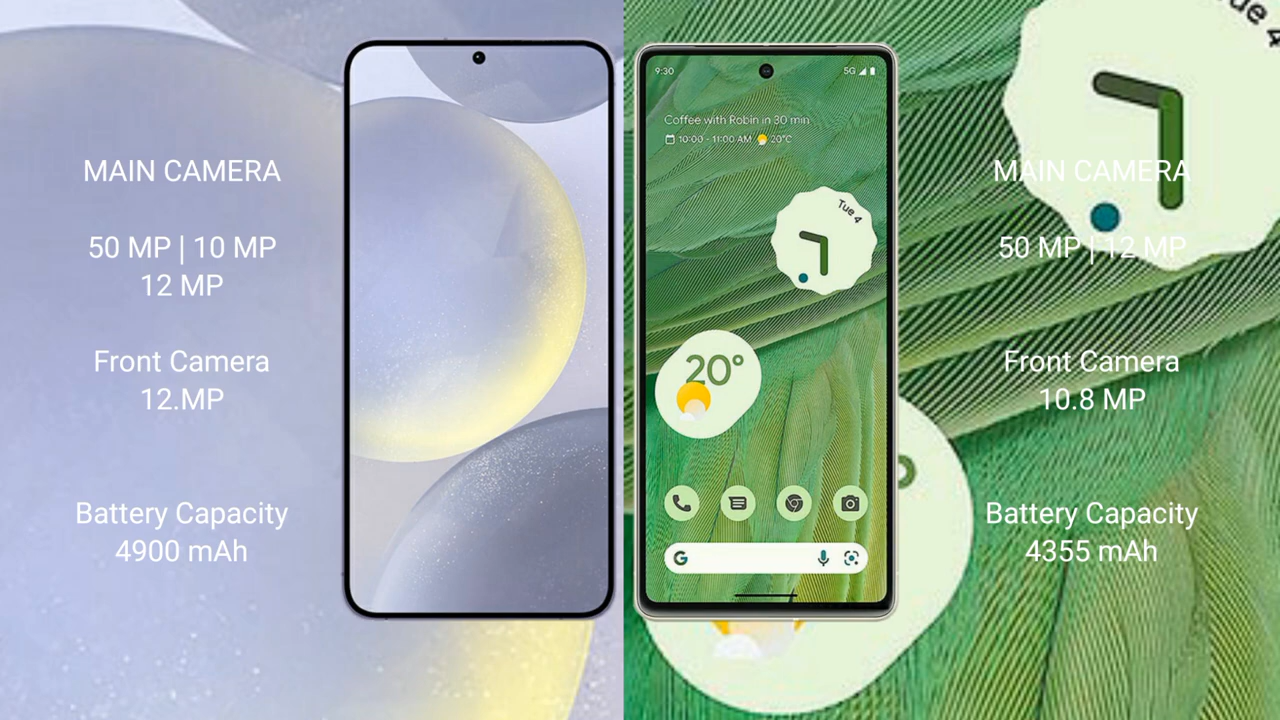 MAIN CAMERA
50 MP | 10 MP
12 MP
Front Camera
12.MP
Battery Capacity
4900 mAh
9:30
5G
Coffee with Robin in 30 min
10:00 - 11:00 AM 20°C
Tue 4
20°
G
Tue 4
MAIN CAMERA
50 MP | 12 MP
Front Camera
10.8 MP
Battery Capacity
4355 mAh